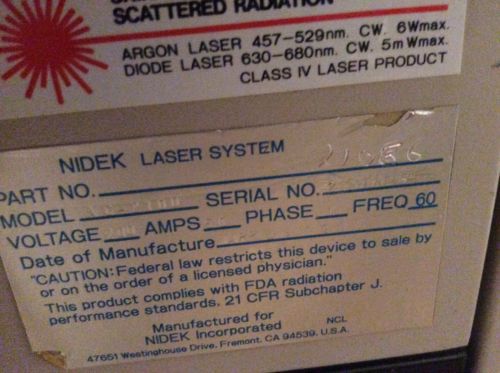 SCATTERED RADIATION
ARGON LASER 457-529nm. CW. 6Wmax.
DIODE LASER 630-680nm. CW. 5mWmax.
CLASS IV LASER PRODUCT
NIDEK LASER SYSTEM
PART NO.
MODEL SERIAL NO.
VOLTAGE AMPS PHASE FREQ 60
Date of Manufacture
"CAUTION: Federal law restricts this device to sale by
or on the order of a licensed physician."
This product complies with FDA radiation
performance standards, 21 CFR Subchapter J.
Manufactured for NCL
NIDEK Incorporated
47651 Westinghouse Drive, Fremont, CA 94539, U.S.A.